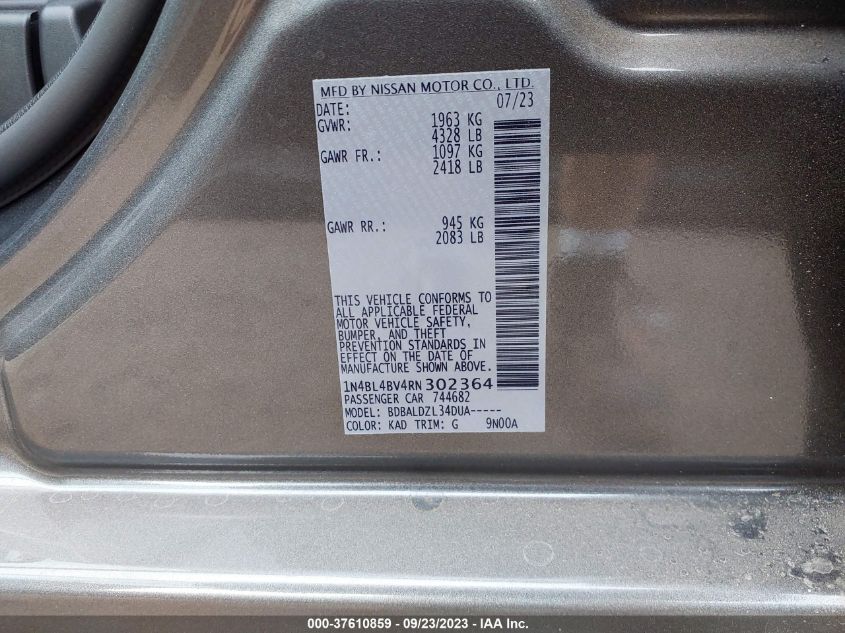 MFD BY NISSAN MOTOR CO., LTD.
DATE: 07/23
GVWR: 1963 KG
4328 LB
GAWR FR.: 1097 KG
2418 LB
GAWR RR.: 945 KG
2083 LB
THIS VEHICLE CONFORMS TO
ALL APPLICABLE FEDERAL
MOTOR VEHICLE SAFETY,
BUMPER, AND THEFT
PREVENTION STANDARDS IN
EFFECT ON THE DATE OF
MANUFACTURE SHOWN ABOVE.
1N4BL4BV4RN302364
PASSENGER CAR 744682
MODEL: BDBALDZL34DUA-----
COLOR: KAD TRIM: G 9N00A
000-37610859 — 09/23/2023 — IAA Inc.